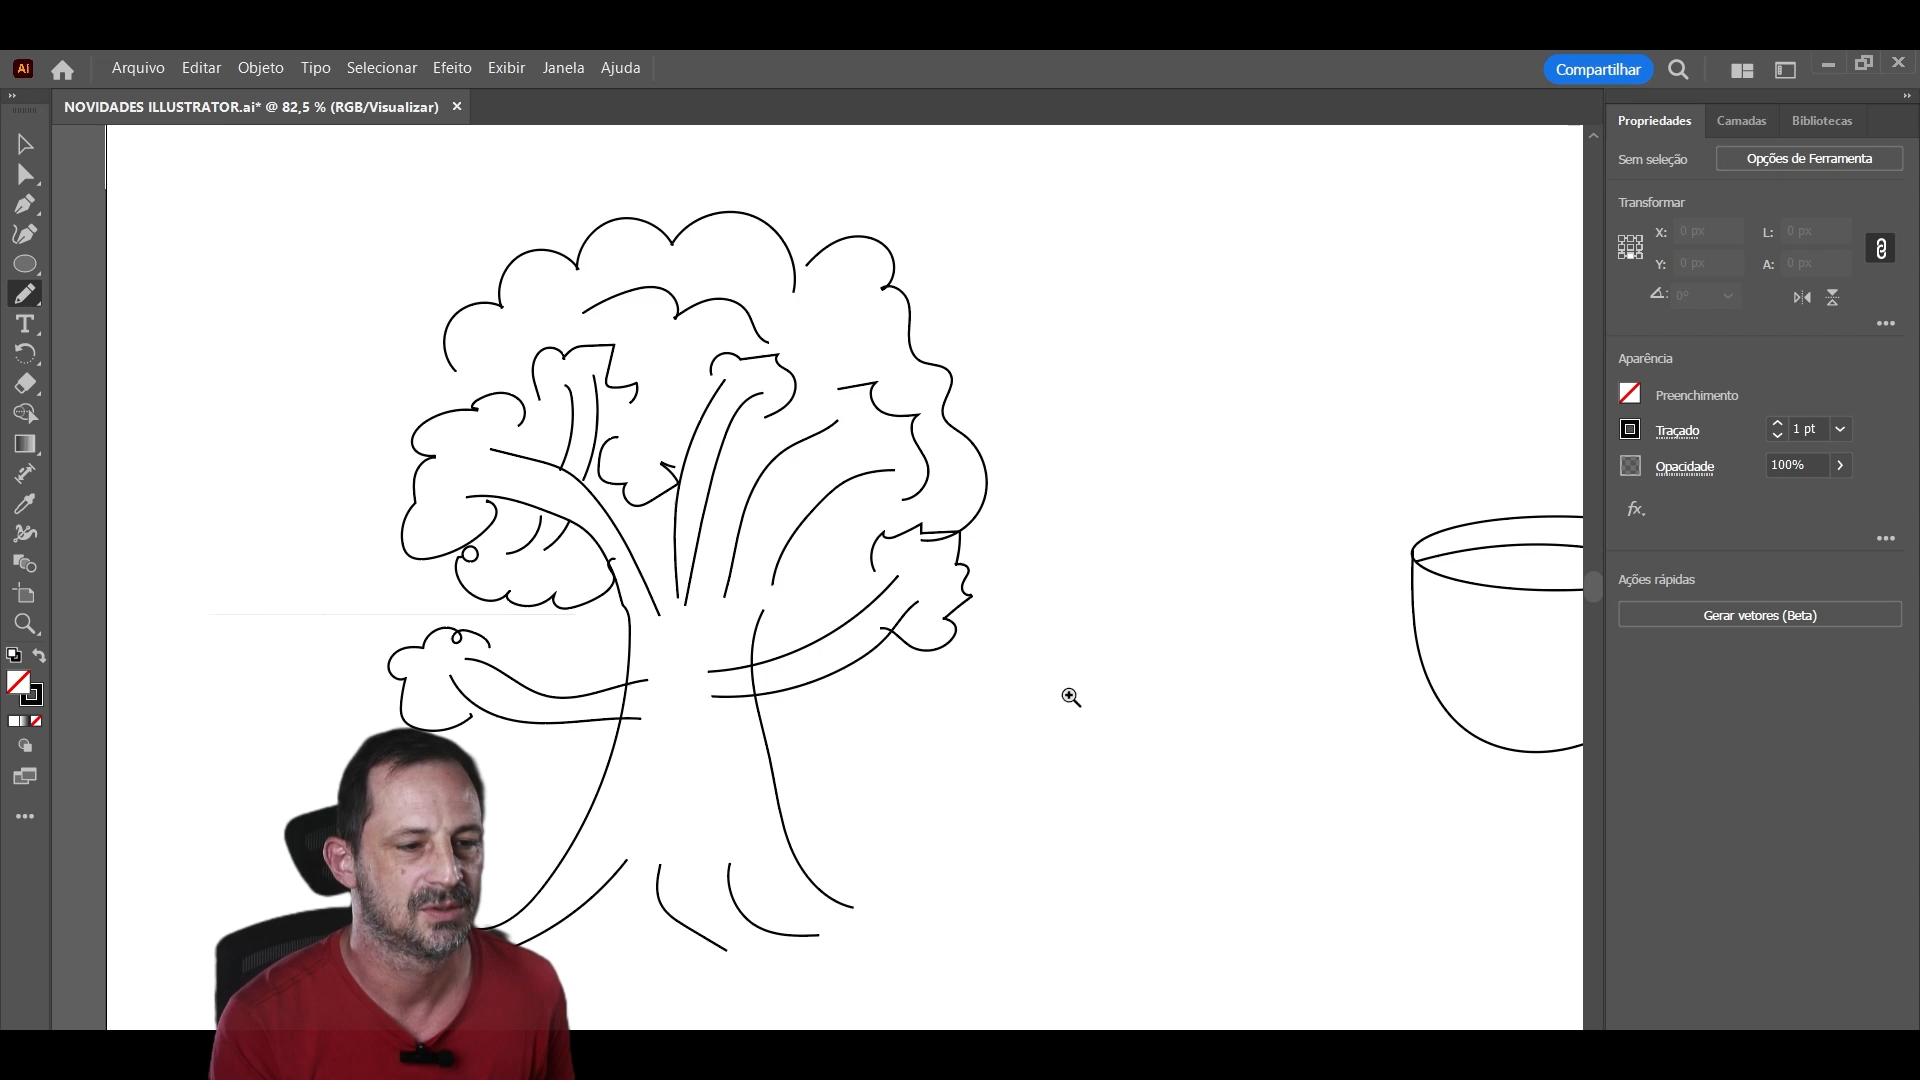 Ai
Arquivo Editar Objeto Tipo Selecionar Efeito Exibir Janela Ajuda
Compartilhar
NOVIDADES ILLUSTRATOR.ai* @ 82,5 % (RGB/Visualizar)
Propriedades Camadas Bibliotecas
Sem seleção Opções de Ferramenta
Transformar
X: 0 px L: 0 px
Y: 0 px A: 0 px
0°
Aparência
Preenchimento
Traçado 1 pt
Opacidade 100%
fx.
Ações rápidas
Gerar vetores (Beta)